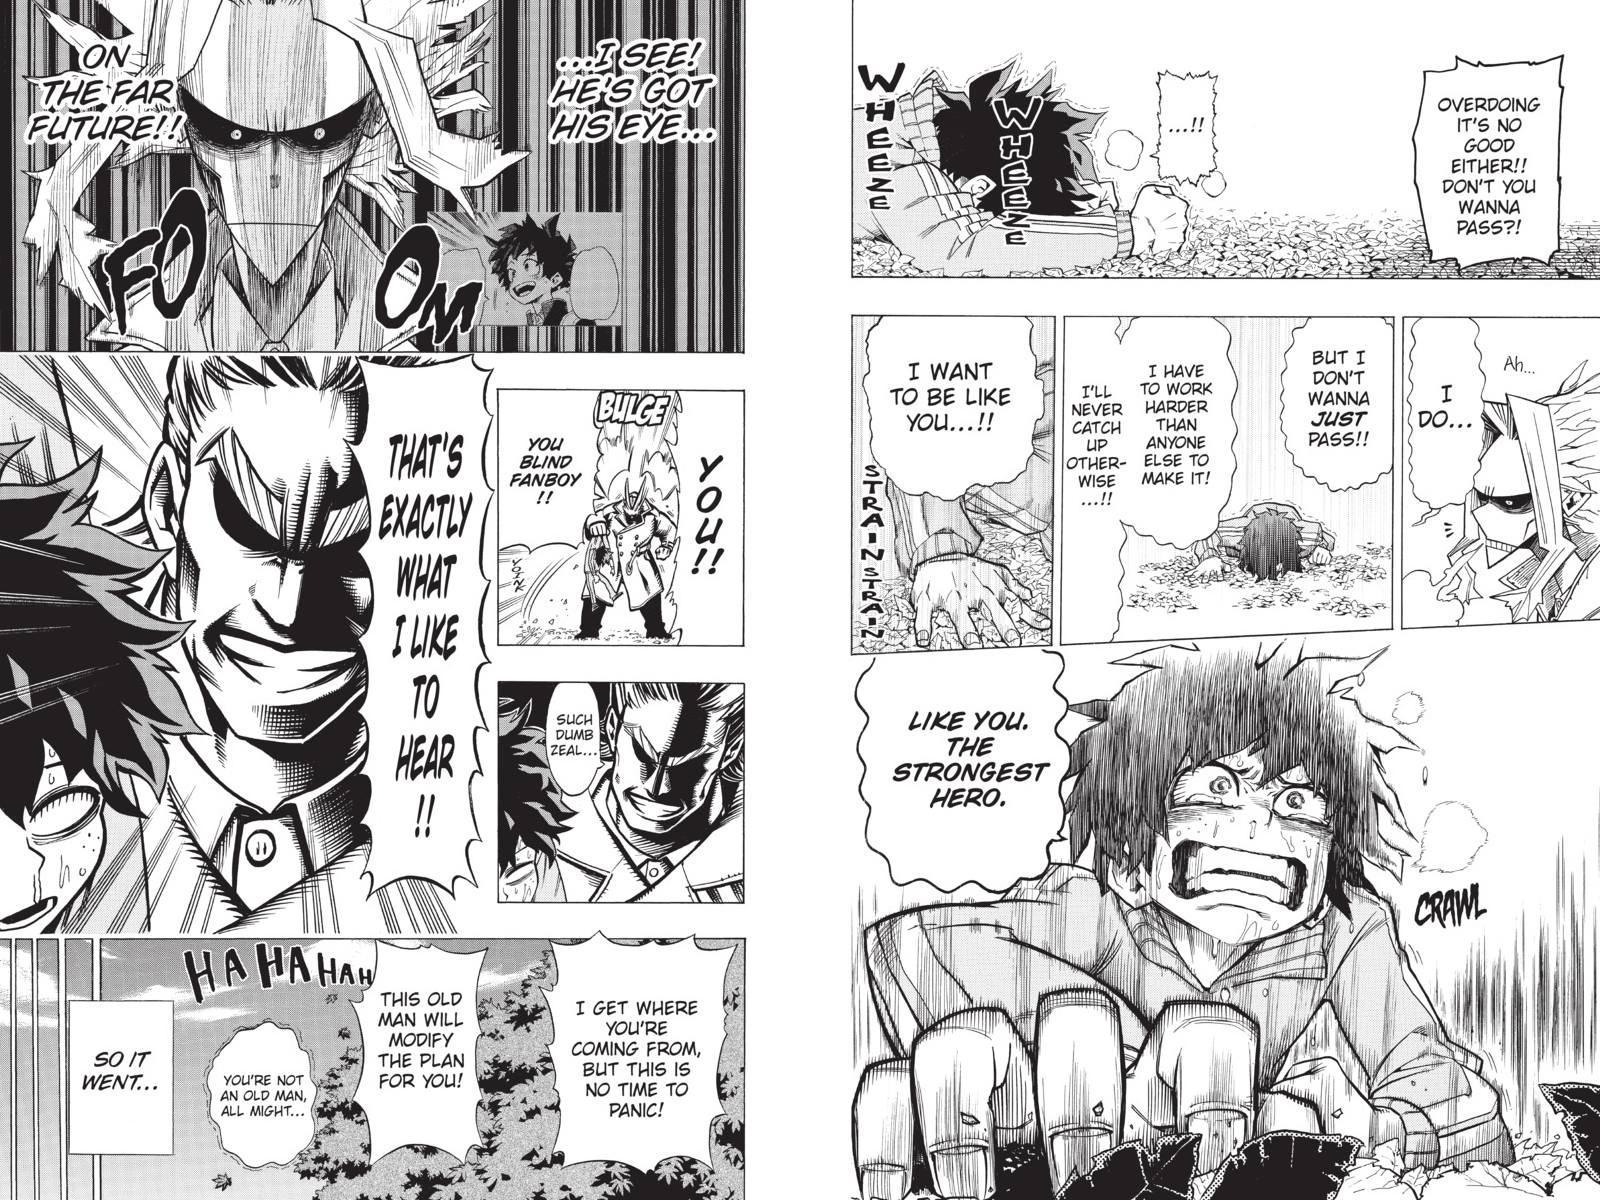 OVERDOING
IT'S NO
GOOD
EITHER!!
DON'T YOU
WANNA
PASS?!
...!!
WHEEZE
WHEEZE
Ah...
I
DO...
BUT I
DON'T
WANNA
JUST
PASS!!
I HAVE
TO WORK
HARDER
THAN
ANYONE
ELSE TO
MAKE IT!
I'LL
NEVER
CATCH
UP
OTHER-
WISE
...!!
I WANT
TO BE LIKE
YOU...!!
STRAIN STRAIN
LIKE YOU.
THE
STRONGEST
HERO.
CRAWL
...I SEE!
HE'S GOT
HIS EYE...
ON
THE FAR
FUTURE!!
FOOM
YOU!!
BULGE
YOU
BLIND
FANBOY
!!
YOINK
SUCH
DUMB
ZEAL...
THAT'S
EXACTLY
WHAT
I LIKE
TO
HEAR
!!
I GET WHERE
YOU'RE
COMING FROM,
BUT THIS IS
NO TIME TO
PANIC!
THIS OLD
MAN WILL
MODIFY
THE PLAN
FOR YOU!
HA HA HAH
YOU'RE NOT
AN OLD MAN,
ALL MIGHT...
SO IT
WENT...